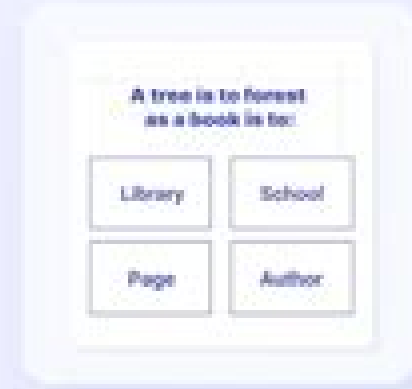 A tree is to forest
as a book is to:
Library
School
Page
Author